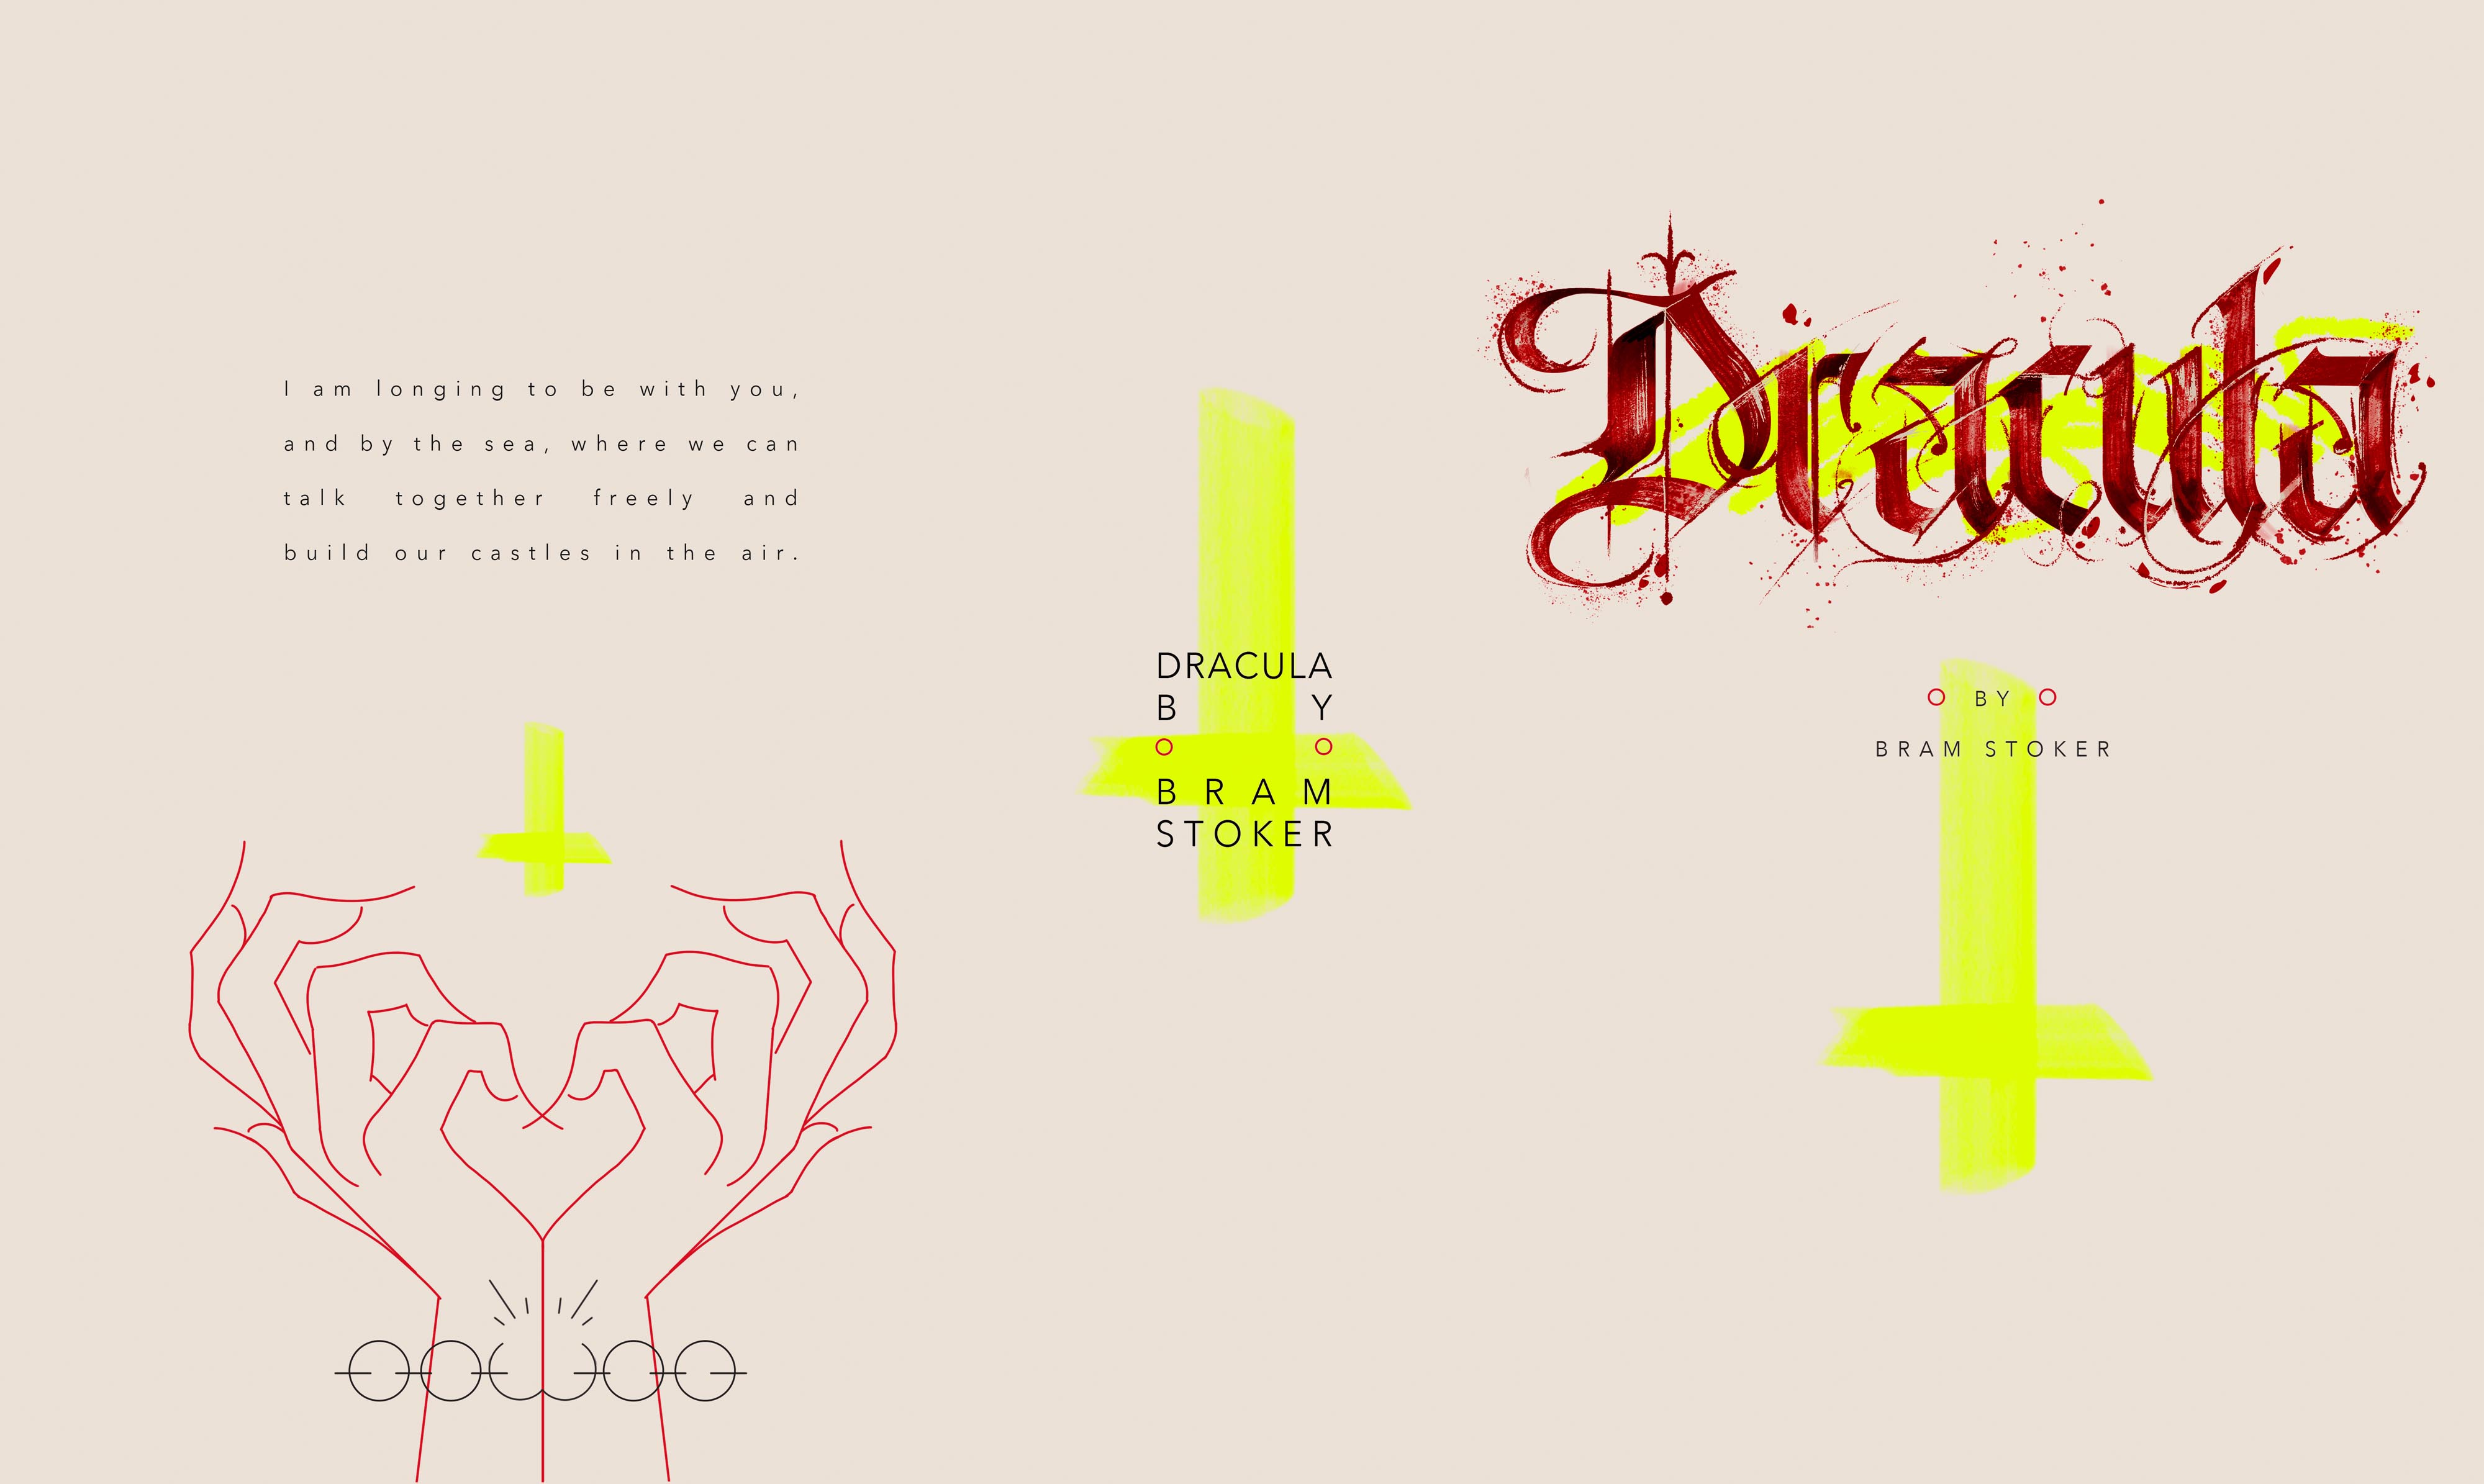 I am longing to be with you,
and by the sea, where we can
talk together freely and
build our castles in the air.
DRACULA
BY
BRAM
STOKER
Dracula
BY
BRAM STOKER